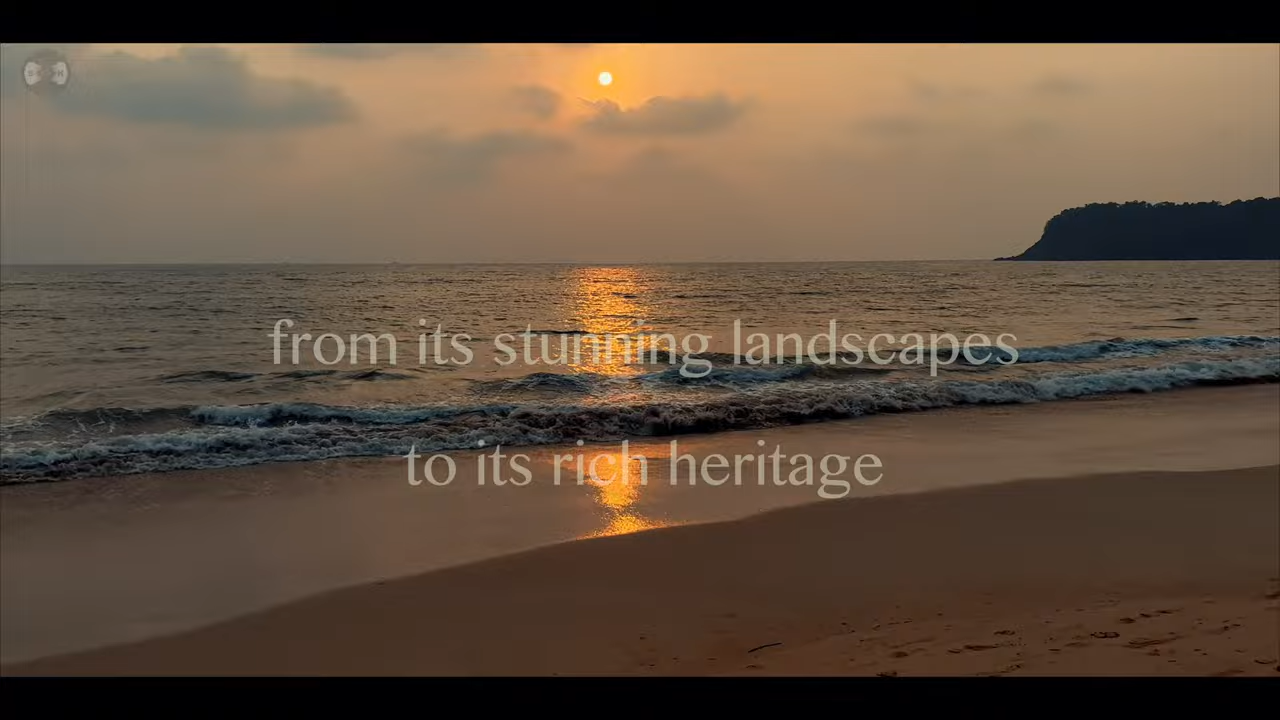 from its stunning landscapes
to its rich heritage